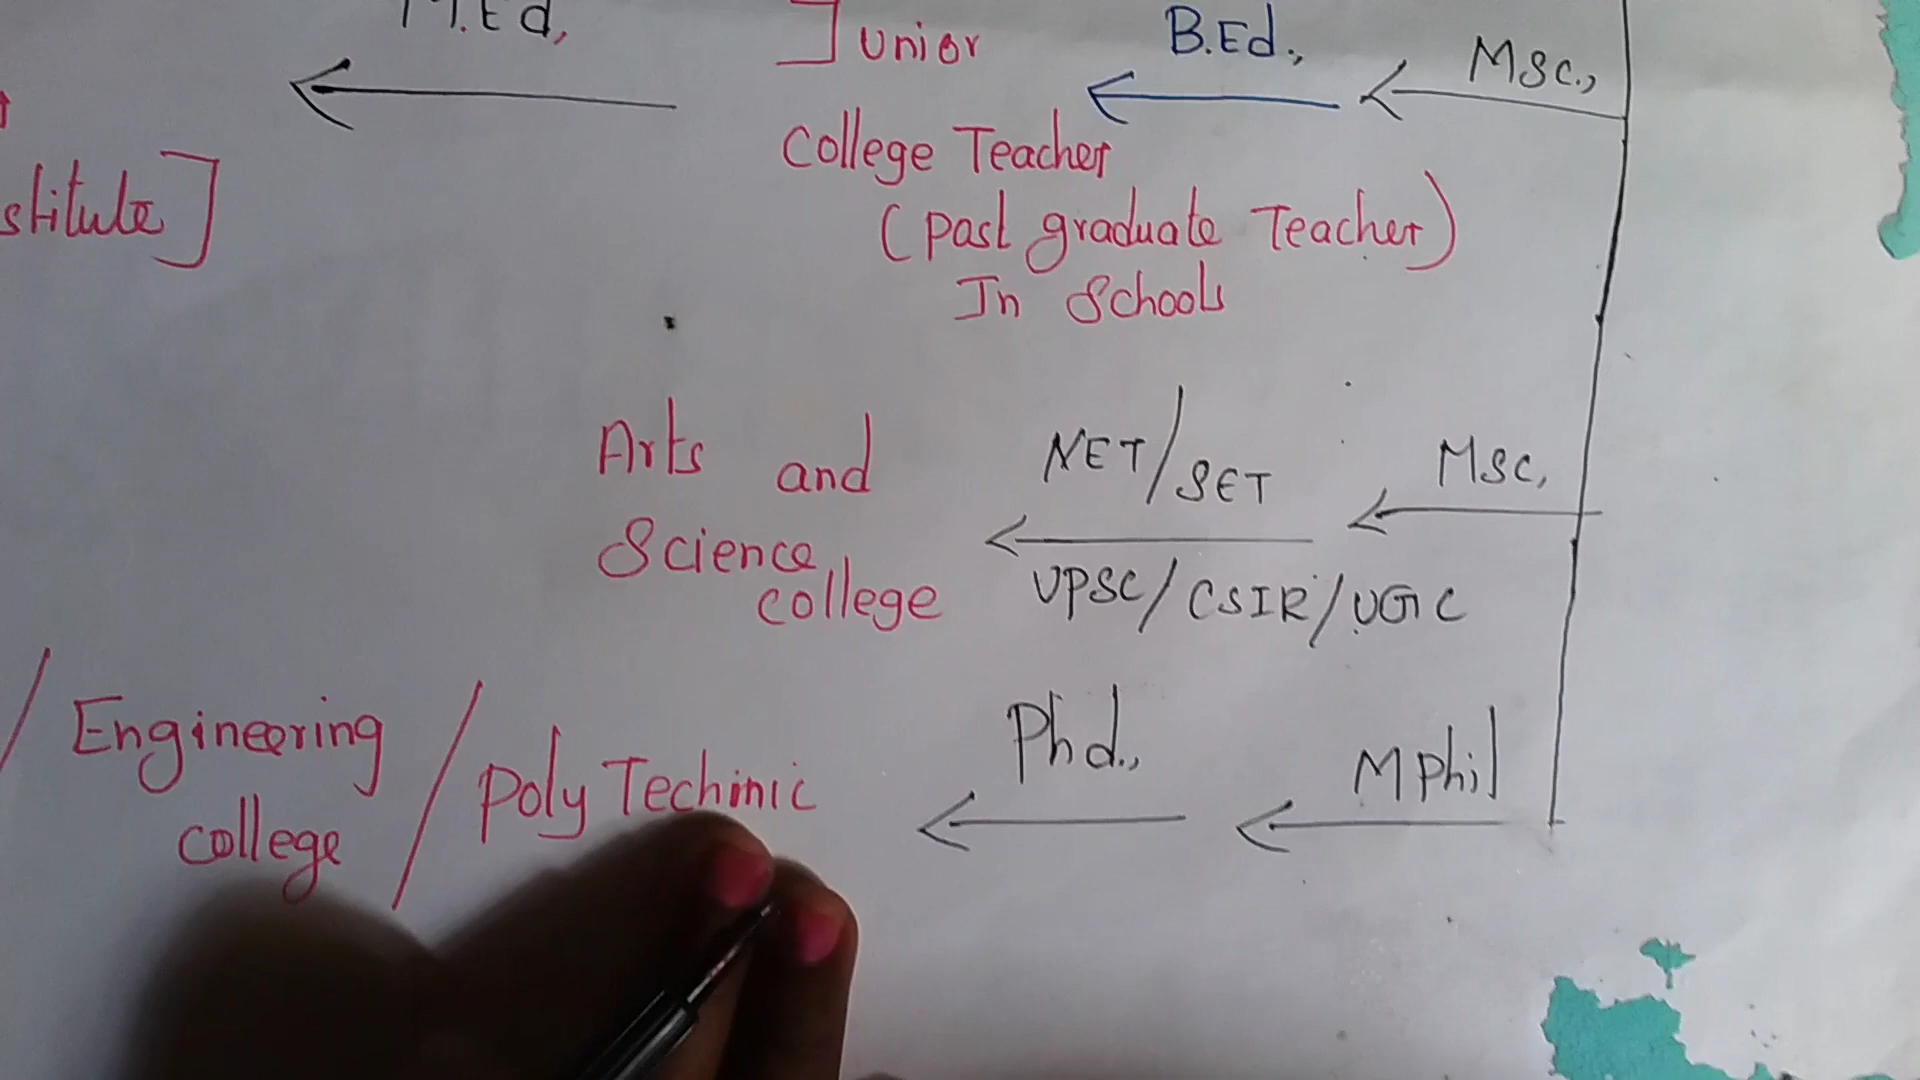 M.Ed,
Junior
B.Ed.,
Msc.,
College Teacher
(past graduate Teacher)
In Schools
stitute]
Arts and
Science
college
NET/SET
Msc,
UPSC/CSIR/UGC
/ Engineering
college
/ Poly Techinic
Phd.,
Mphil